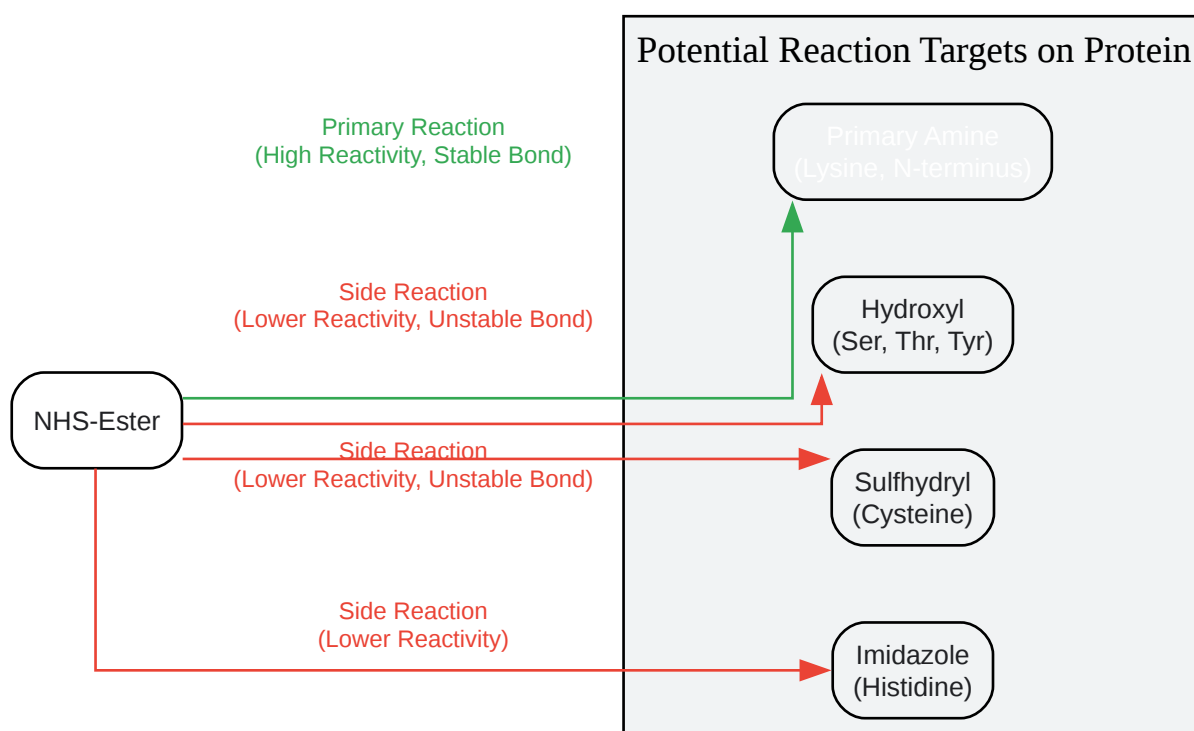 Potential Reaction Targets on Protein
Primary Reaction
(High Reactivity, Stable Bond)
Primary Amine
(Lysine, N-terminus)
Side Reaction
(Lower Reactivity, Unstable Bond)
Hydroxyl
(Ser, Thr, Tyr)
NHS-Ester
Side Reaction
(Lower Reactivity, Unstable Bond)
Sulfhydryl
(Cysteine)
Side Reaction
(Lower Reactivity)
Imidazole
(Histidine)